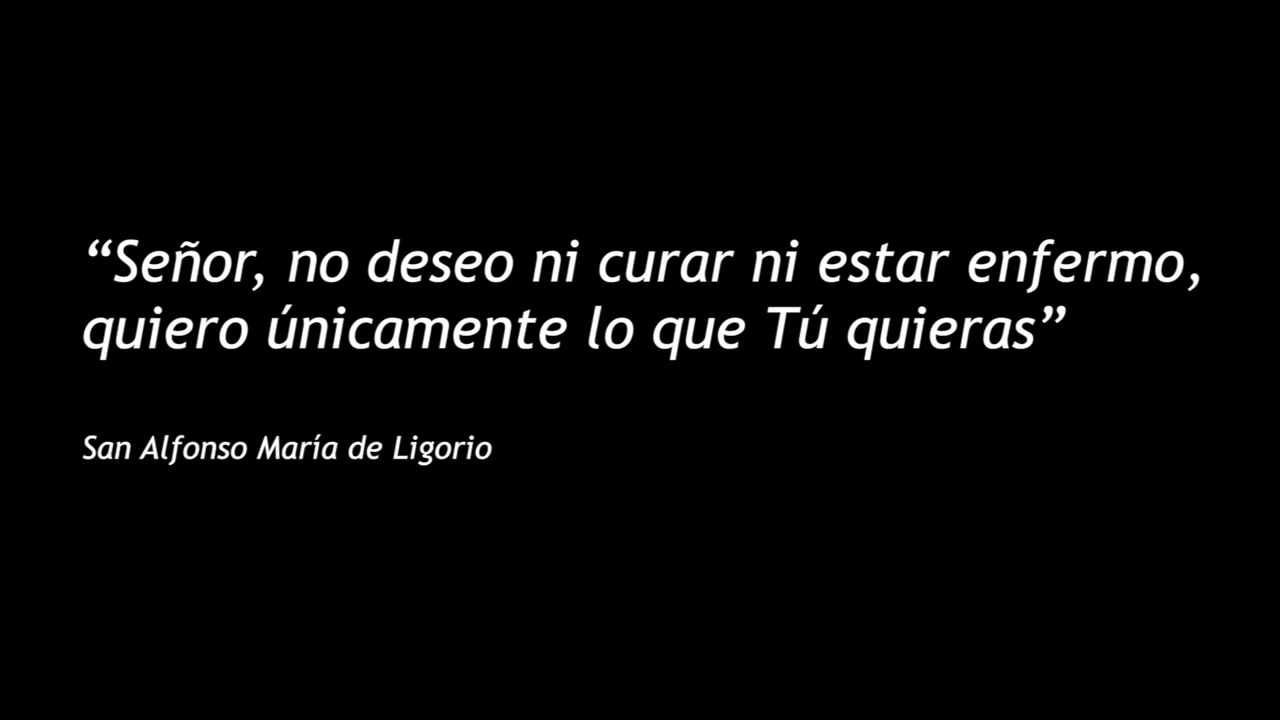 “Señor, no deseo ni curar ni estar enfermo,
quiero únicamente lo que Tú quieras”
San Alfonso María de Ligorio